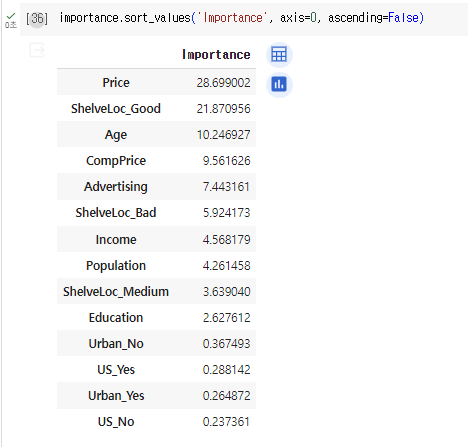 [36] importance.sort_values('Importance', axis=0, ascending=False)
0초
Importance
Price 28.699002
ShelveLoc_Good 21.870956
Age 10.246927
CompPrice 9.561626
Advertising 7.443161
ShelveLoc_Bad 5.924173
Income 4.568179
Population 4.261458
ShelveLoc_Medium 3.639040
Education 2.627612
Urban_No 0.367493
US_Yes 0.288142
Urban_Yes 0.264872
US_No 0.237361